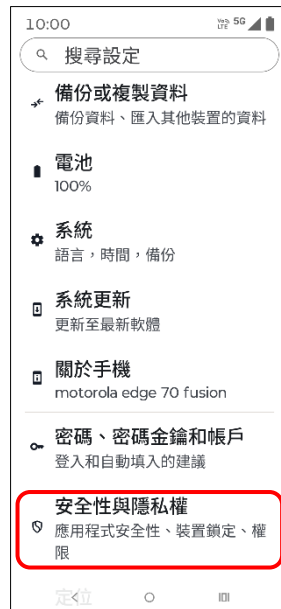 10:00
VoLTE 5G
搜尋設定
備份或複製資料
備份資料、匯入其他裝置的資料
電池
100%
系統
語言，時間，備份
系統更新
更新至最新軟體
關於手機
motorola edge 70 fusion
密碼、密碼金鑰和帳戶
登入和自動填入的建議
安全性與隱私權
應用程式安全性、裝置鎖定、權
限
定位